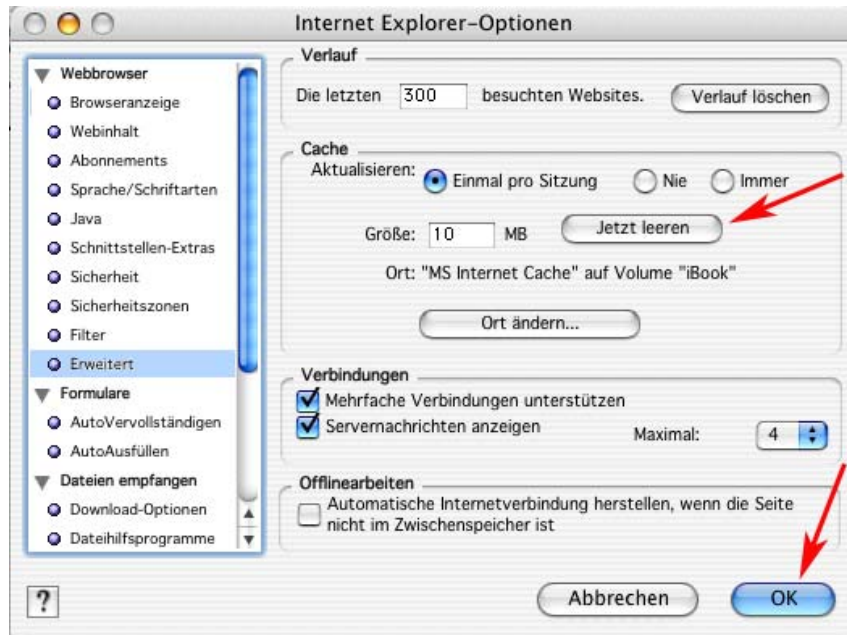 Internet Explorer-Optionen
Webbrowser
Browseranzeige
Webinhalt
Abonnements
Sprache/Schriftarten
Java
Schnittstellen-Extras
Sicherheit
Sicherheitszonen
Filter
Erweitert
Formulare
AutoVervollständigen
AutoAusfüllen
Dateien empfangen
Download-Optionen
Dateihilfsprogramme
Verlauf
Die letzten 300 besuchten Websites. Verlauf löschen
Cache
Aktualisieren: Einmal pro Sitzung Nie Immer
Größe: 10 MB Jetzt leeren
Ort: "MS Internet Cache" auf Volume "iBook"
Ort ändern...
Verbindungen
Mehrfache Verbindungen unterstützen
Servernachrichten anzeigen Maximal: 4
Offlinearbeiten
Automatische Internetverbindung herstellen, wenn die Seite
nicht im Zwischenspeicher ist
? Abbrechen OK